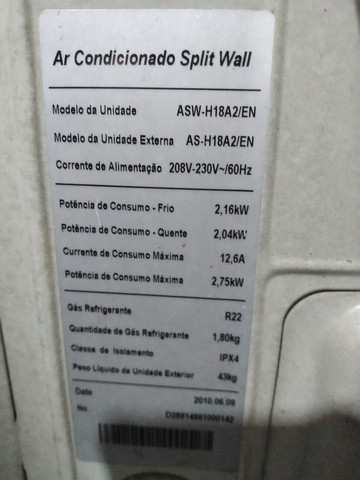 Ar Condicionado Split Wall
Modelo da Unidade ASW-H18A2/EN
Modelo da Unidade Externa AS-H18A2/EN
Corrente de Alimentação 208V-230V~/60Hz
Potência de Consumo - Frio 2,16kW
Potência de Consumo - Quente 2,04kW
Currente de Consumo Máxima 12,6A
Potência de Consumo Máxima 2,75kW
Gás Refrigerante R22
Quantidade de Gás Refrigerante 1,80kg
Classe de Isolamento IPX4
Peso Líquido da Unidade Exterior 43kg
Date 2010.06.09
No.